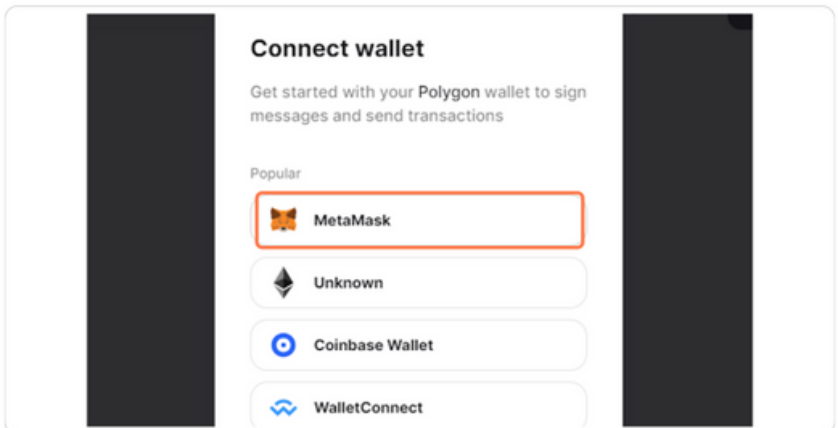 Connect wallet
Get started with your Polygon wallet to sign
messages and send transactions
Popular
MetaMask
Unknown
Coinbase Wallet
WalletConnect